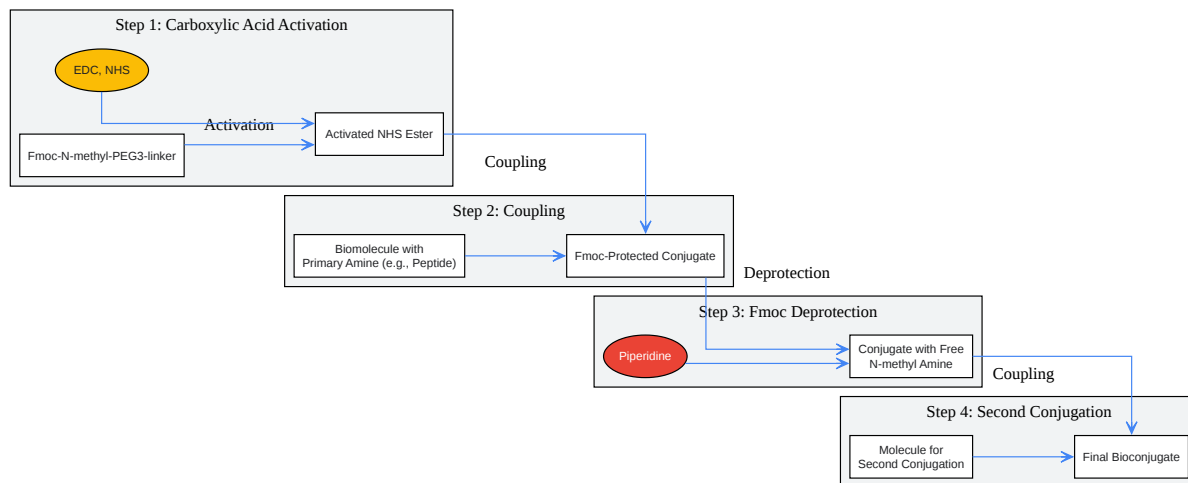 Step 1: Carboxylic Acid Activation
EDC, NHS
Activation
Activated NHS Ester
Fmoc-N-methyl-PEG3-linker
Coupling
Step 2: Coupling
Biomolecule with
Primary Amine (e.g., Peptide)
Fmoc-Protected Conjugate
Deprotection
Step 3: Fmoc Deprotection
Piperidine
Conjugate with Free
N-methyl Amine
Coupling
Step 4: Second Conjugation
Molecule for
Second Conjugation
Final Bioconjugate